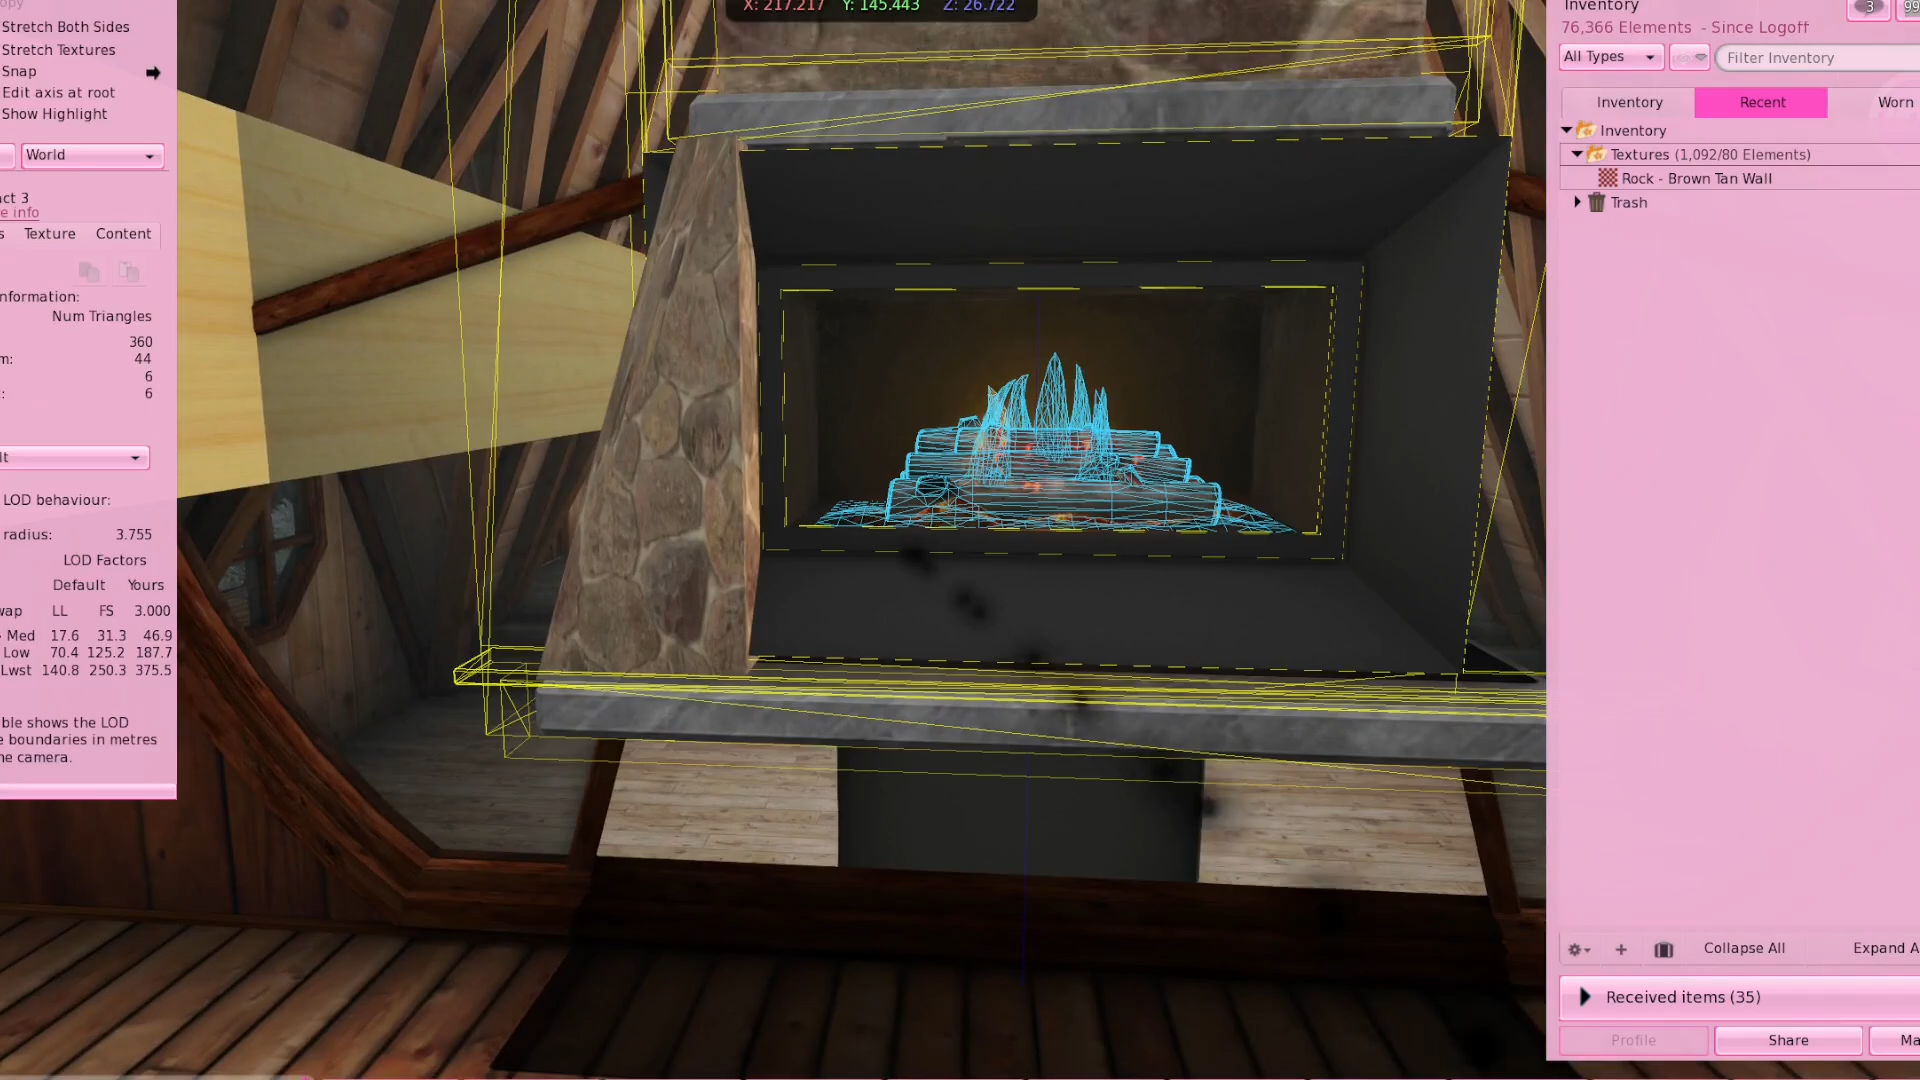 Stretch Both Sides
Stretch Textures
Snap
Edit axis at root
Show Highlight
World
ct 3
e info
s Texture Content
nformation:
Num Triangles
360
m: 44
6
: 6
lt
LOD behaviour:
radius: 3.755
LOD Factors
Default Yours
wap LL FS 3.000
Med 17.6 31.3 46.9
Low 70.4 125.2 187.7
Lwst 140.8 250.3 375.5
ble shows the LOD
e boundaries in metres
ne camera.
X: 217.217 Y: 145.443 Z: 26.722
Inventory
3 99
76,366 Elements - Since Logoff
All Types Filter Inventory
Inventory Recent Worn
Inventory
Textures (1,092/80 Elements)
Rock - Brown Tan Wall
Trash
Collapse All Expand A
Received items (35)
Profile Share Ma